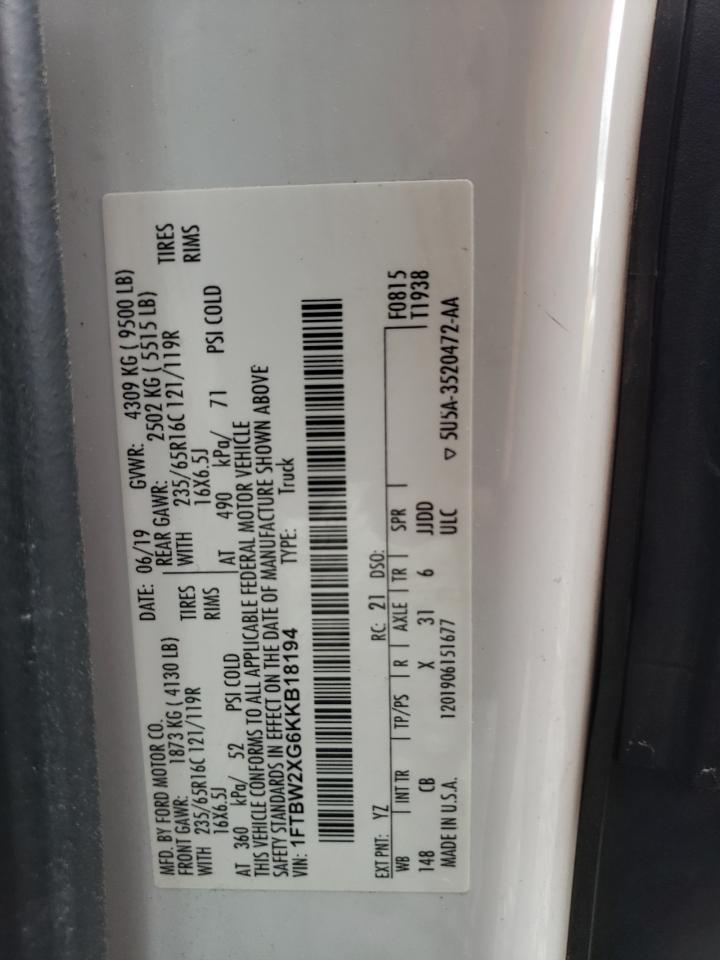 MFD. BY FORD MOTOR CO. DATE: 06/19 GVWR: 4309 KG ( 9500 LB)
FRONT GAWR: 1873 KG ( 4130 LB) REAR GAWR: 2502 KG ( 5515 LB)
WITH 235/65R16C 121/119R TIRES WITH 235/65R16C 121/119R TIRES
16X6.5J RIMS 16X6.5J RIMS
AT 360 kPa/ 52 PSI COLD AT 490 kPa/ 71 PSI COLD
THIS VEHICLE CONFORMS TO ALL APPLICABLE FEDERAL MOTOR VEHICLE
SAFETY STANDARDS IN EFFECT ON THE DATE OF MANUFACTURE SHOWN ABOVE
VIN: 1FTBW2XG6KKB18194 TYPE: Truck
EXT PNT: YZ RC: 21 DSO: F0815
WB INT TR TP/PS R AXLE TR SPR T1938
148 CB X 31 6 JJDD
MADE IN U.S.A. 1201906151677 ULC ▽ 5U5A-3520472-AA